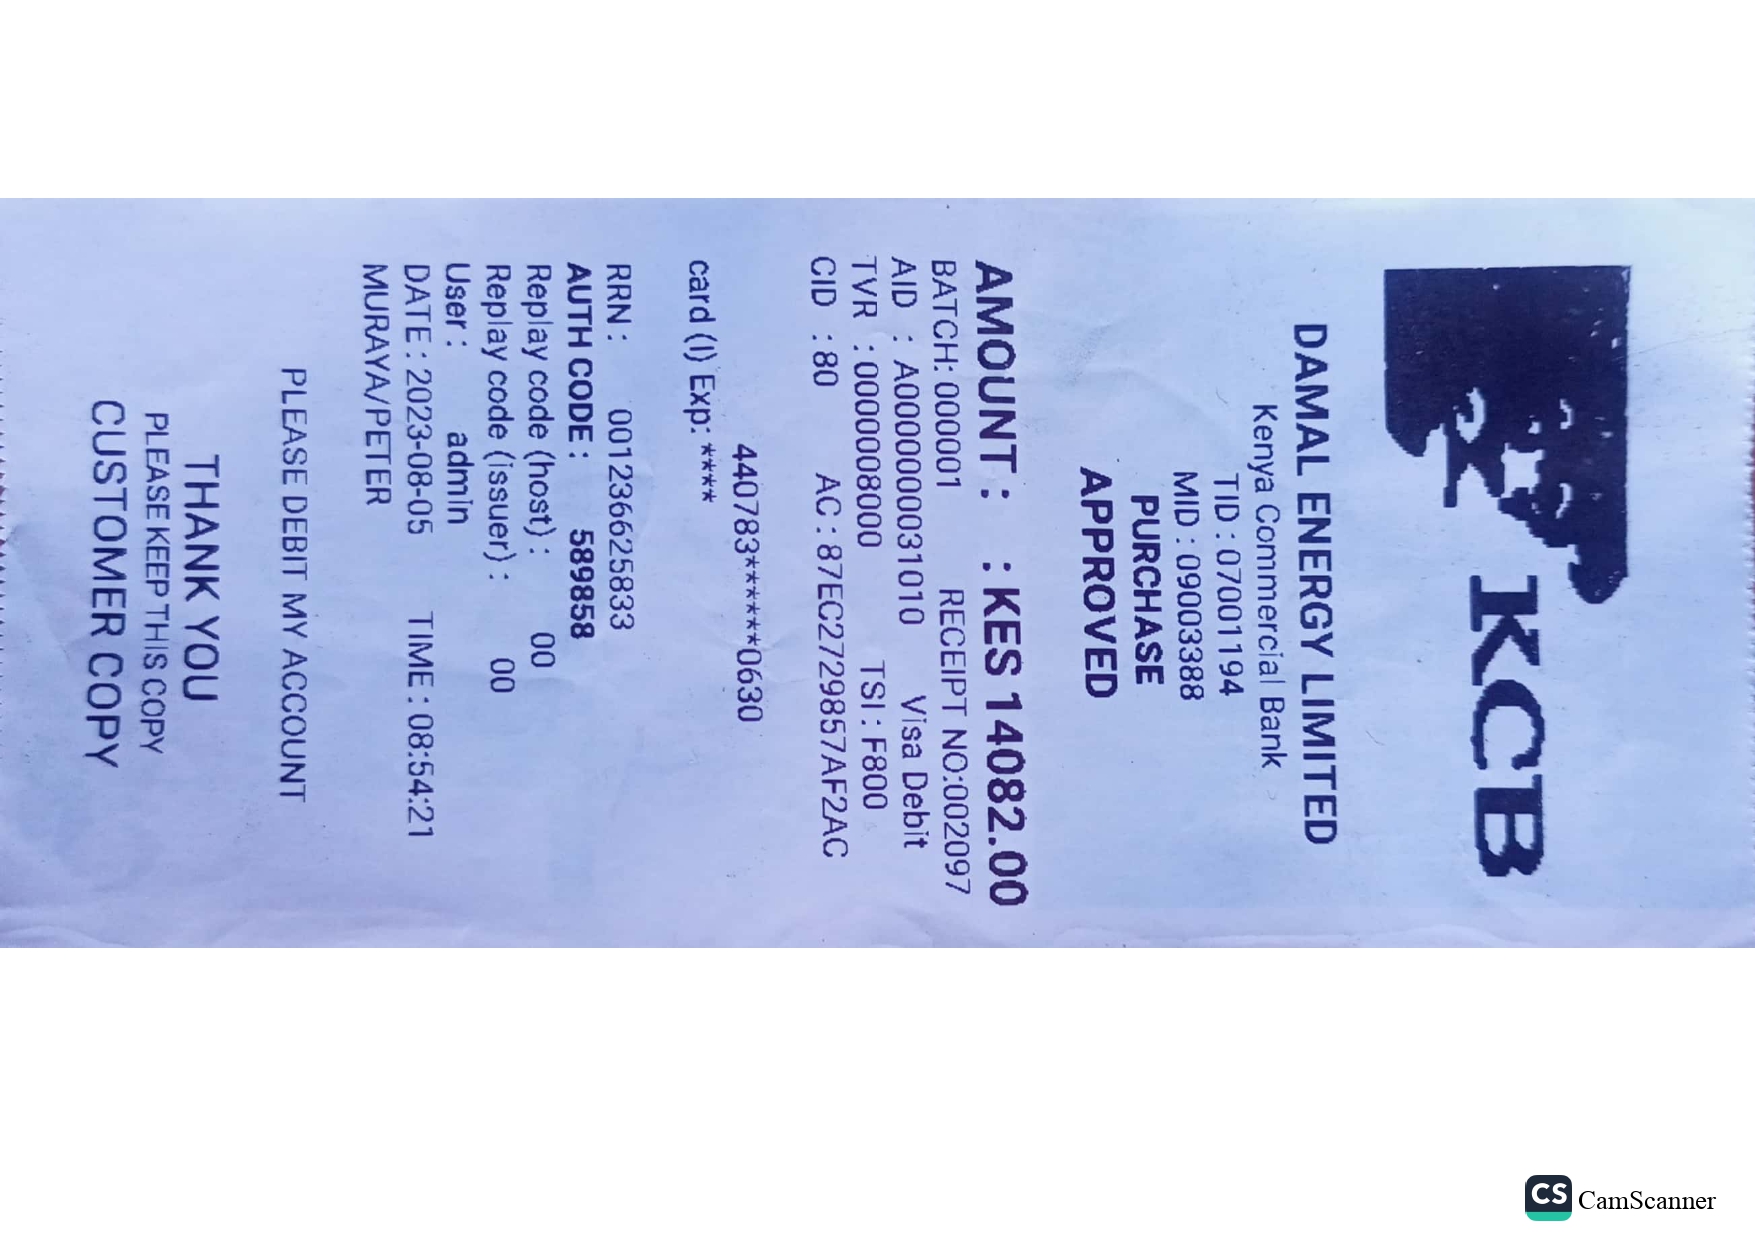 KCB
DAMAL ENERGY LIMITED
Kenya Commercial Bank
TID : 07001194
MID : 09003388
PURCHASE
APPROVED
AMOUNT : : KES 14082.00
BATCH: 000001 RECEIPT NO:002097
AID : A0000000031010 Visa Debit
TVR : 0000008000 TSI : F800
CID : 80 AC : 87EC2729857AF2AC
440783******0630
card (I) Exp: ****
RRN : 001236625833
AUTH CODE : 589858
Replay code (host) : 00
Replay code (issuer) : 00
User : admin
DATE : 2023-08-05 TIME : 08:54:21
MURAYA/PETER
PLEASE DEBIT MY ACCOUNT
THANK YOU
PLEASE KEEP THIS COPY
CUSTOMER COPY
CS CamScanner